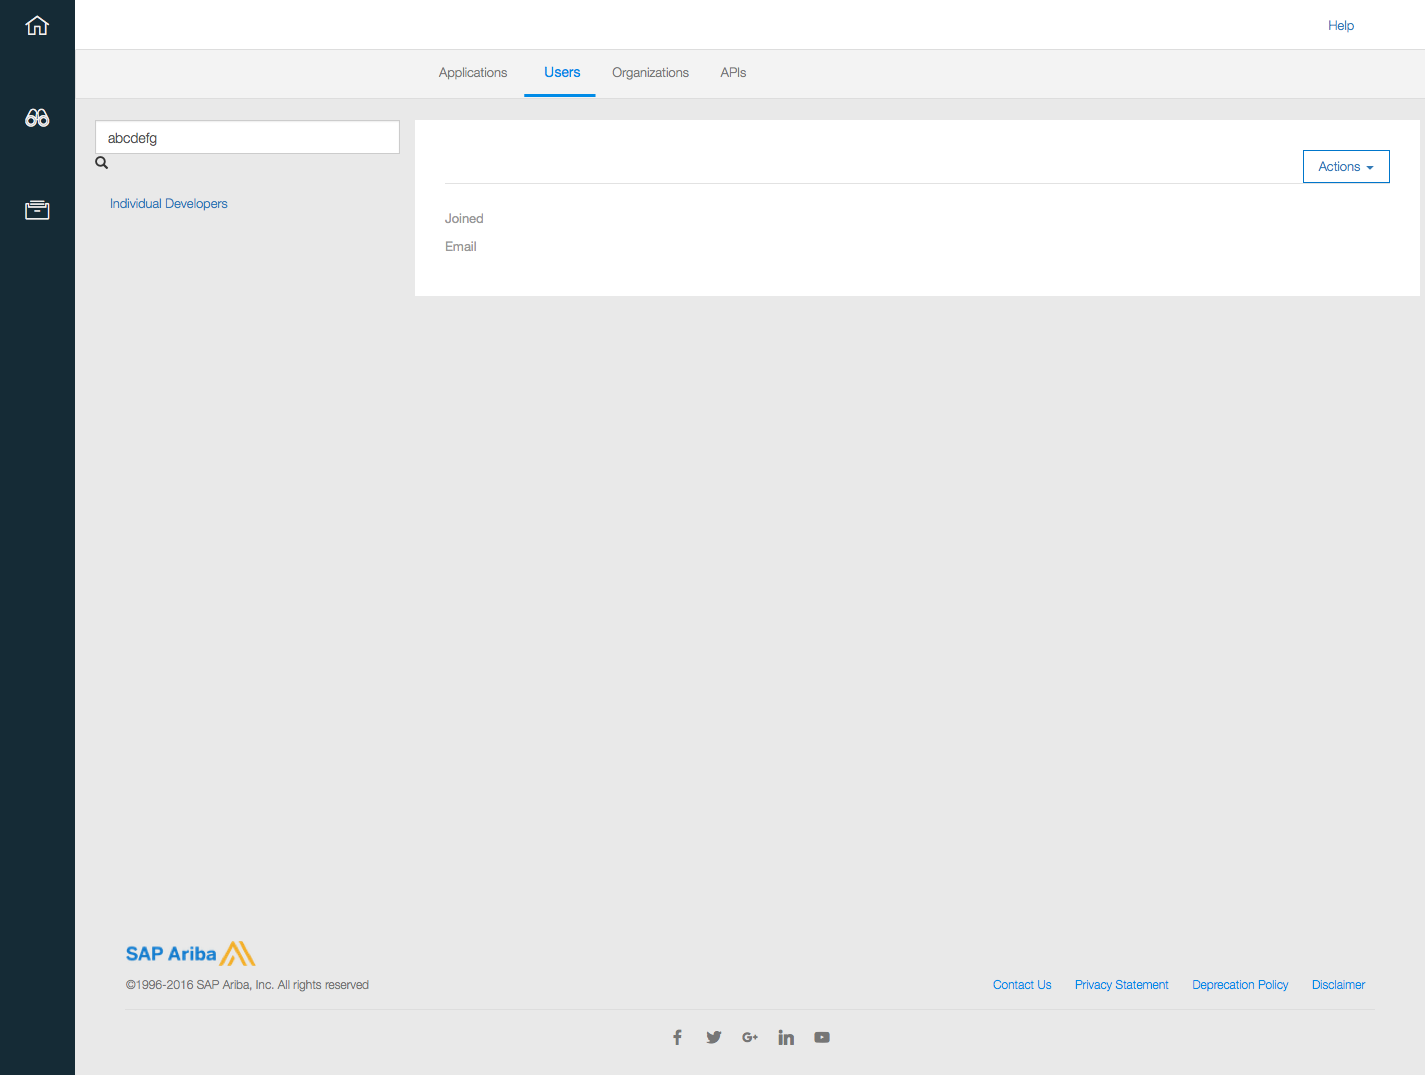 Help
Applications Users Organizations APIs
abcdefg
Individual Developers
Actions
Joined
Email
SAP Ariba
©1996-2016 SAP Ariba, Inc. All rights reserved
Contact Us Privacy Statement Deprecation Policy Disclaimer